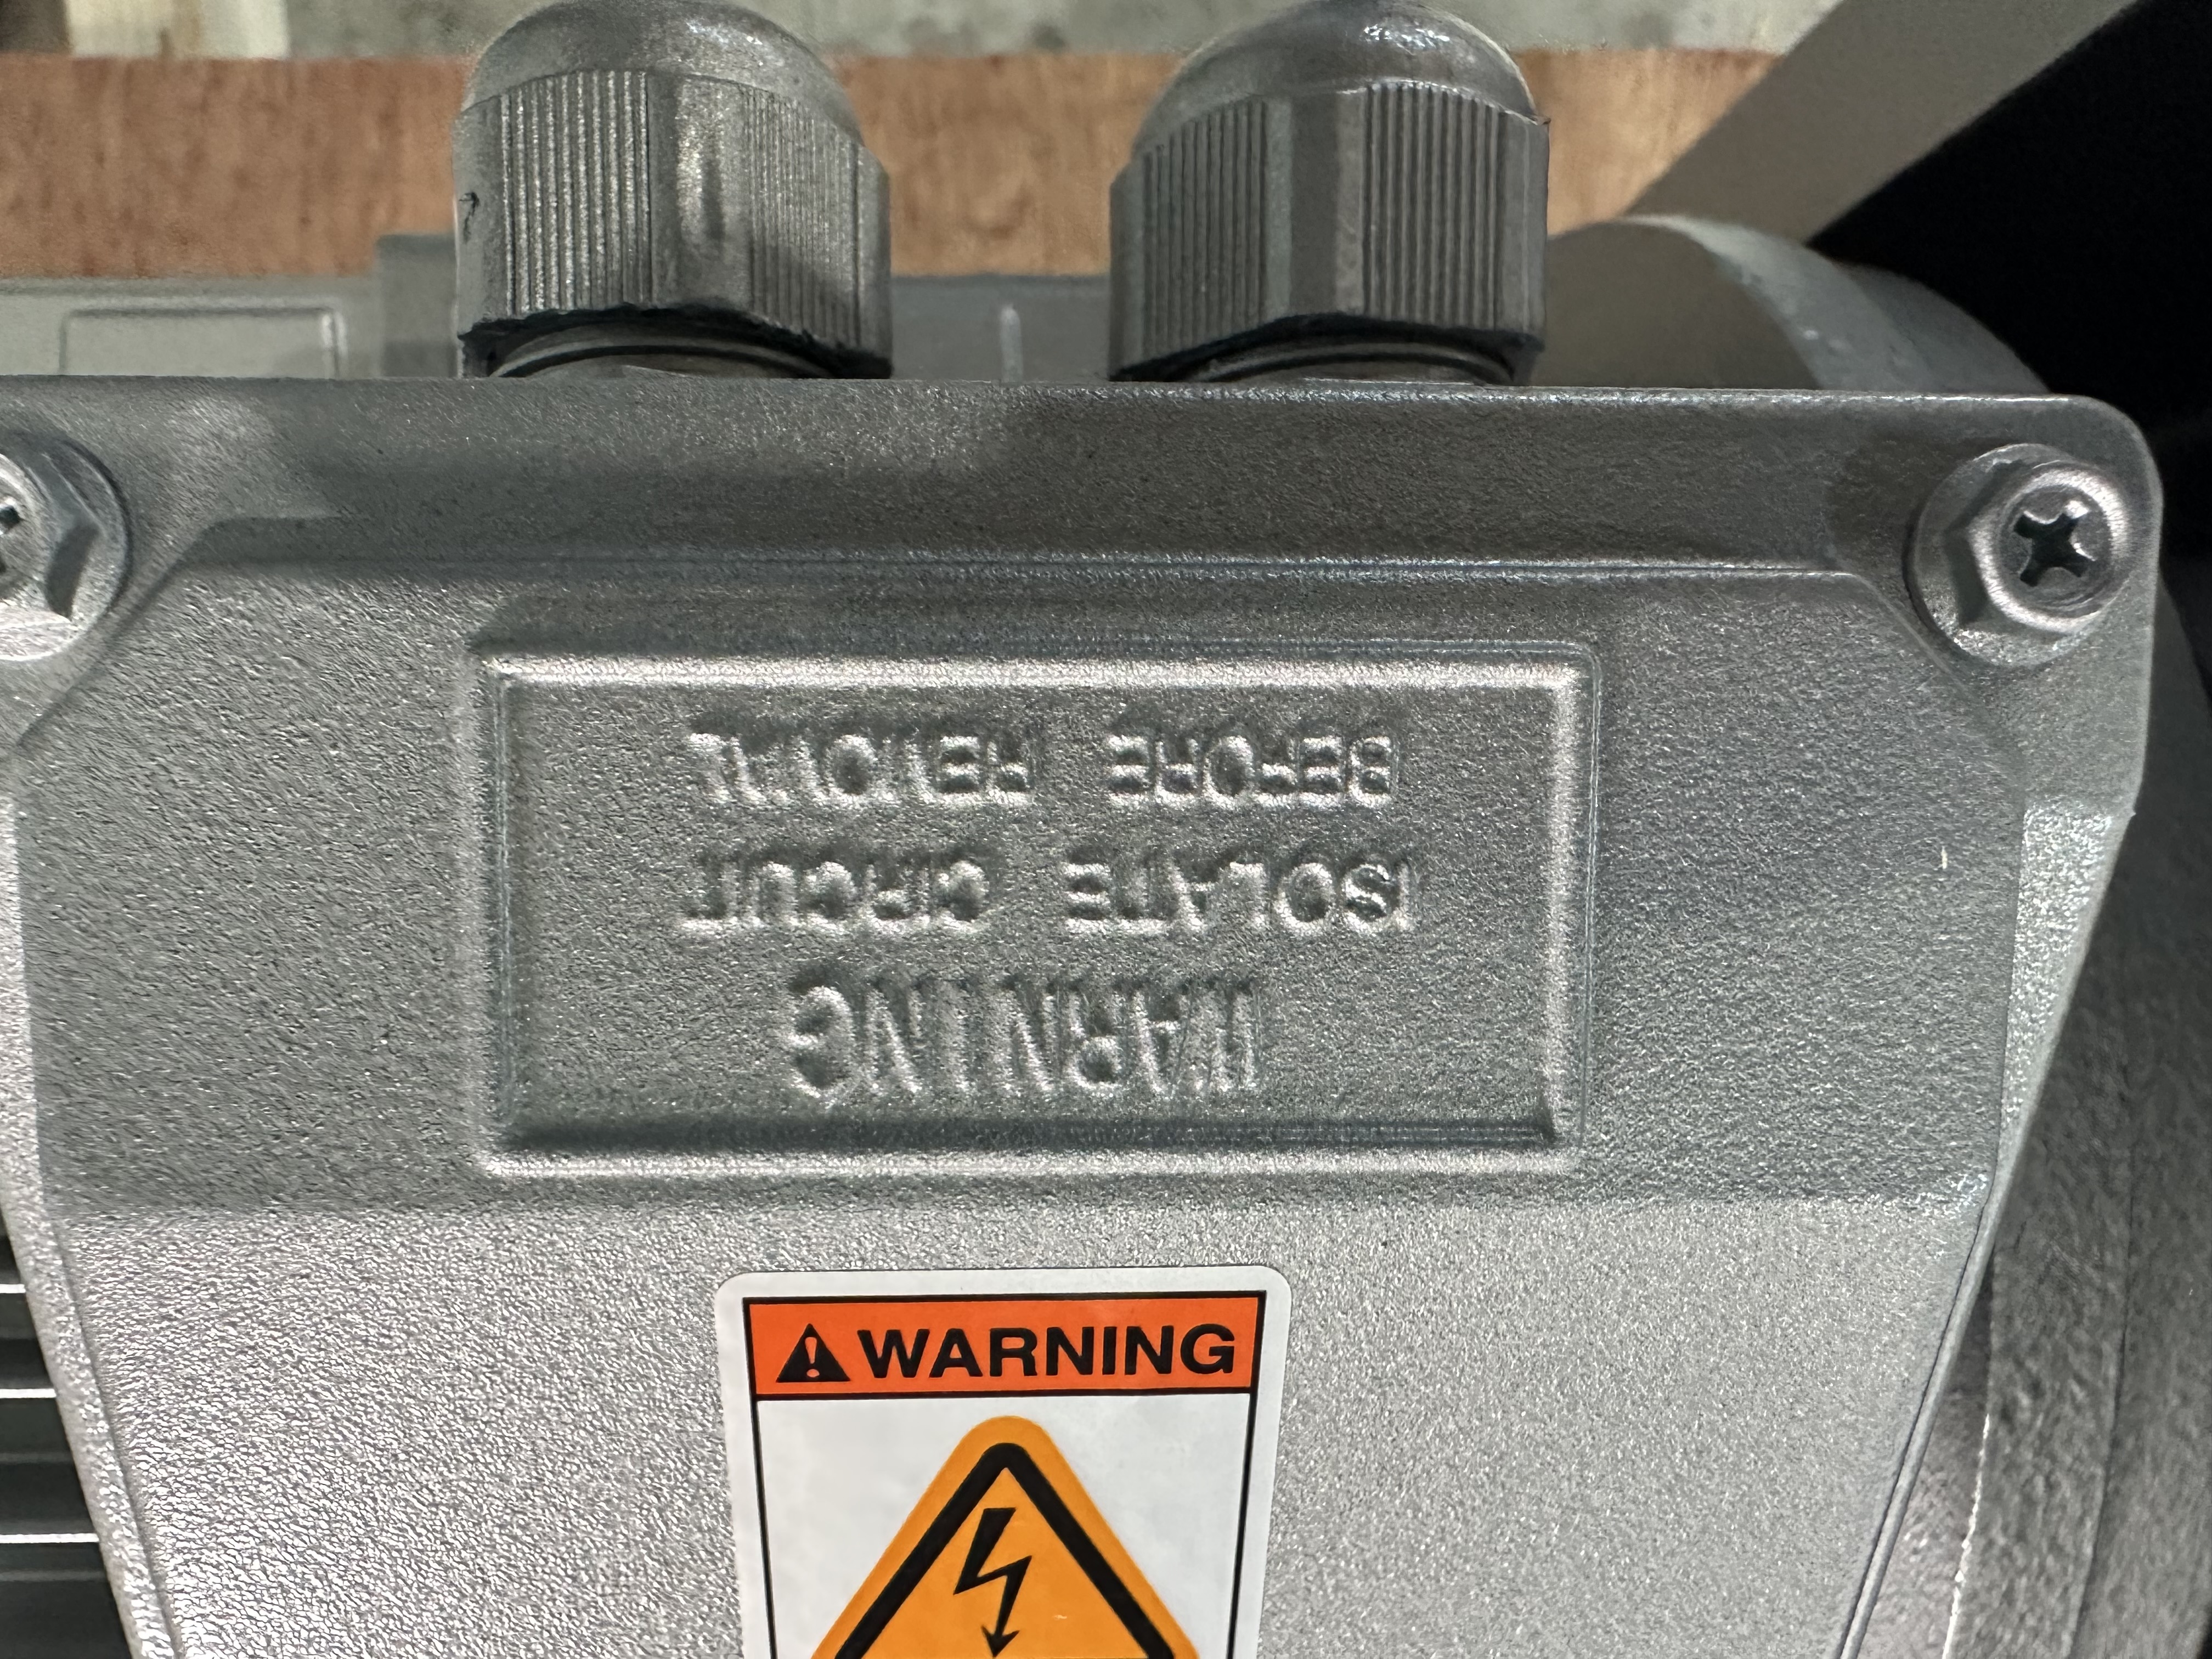 WARNING
ISOLATE CIRCUIT
BEFORE REMOVAL
WARNING